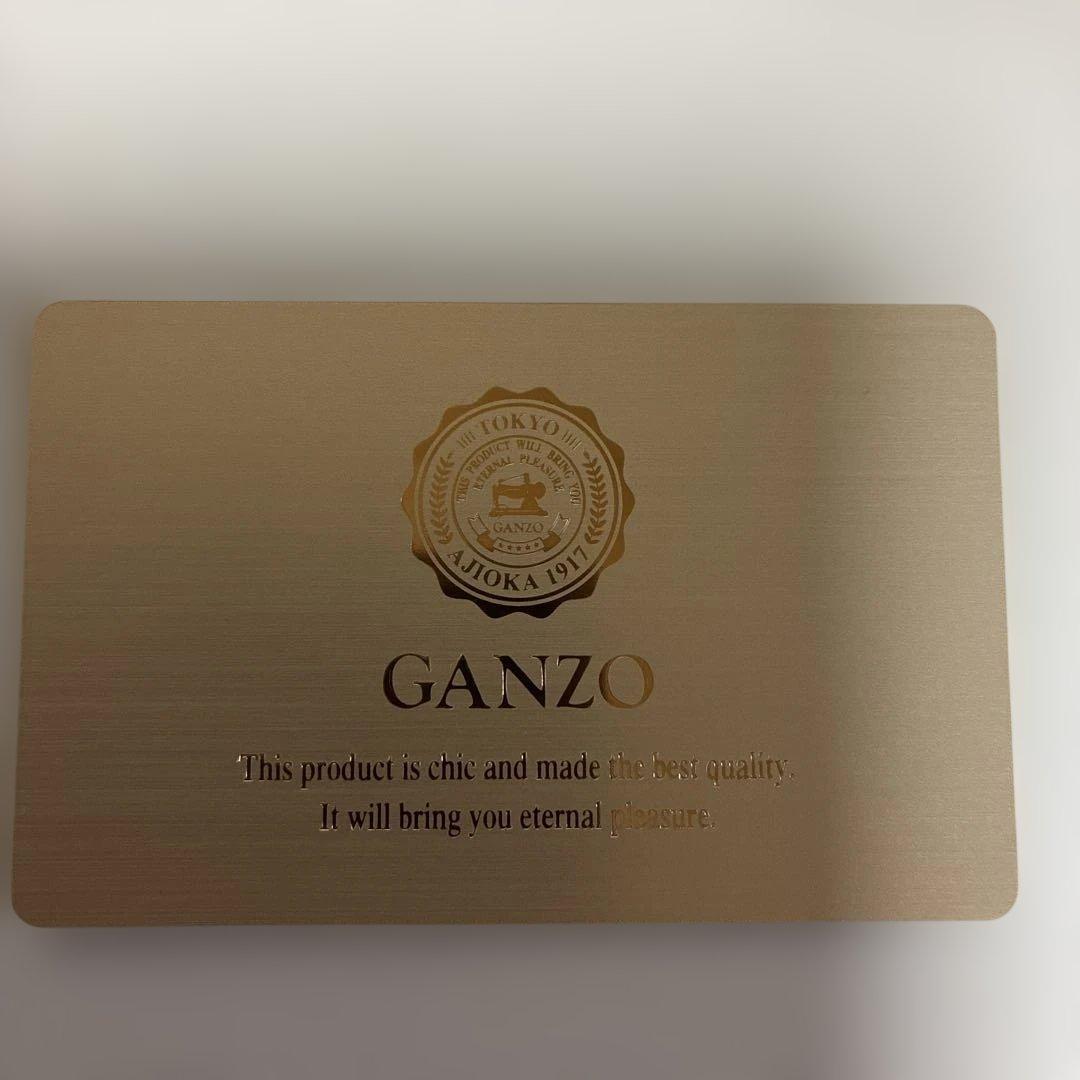 TOKYO
THIS PRODUCT WILL BRING YOU
ETERNAL PLEASURE
GANZO
AJIOKA 1917
GANZO
This product is chic and made the best quality.
It will bring you eternal pleasure.